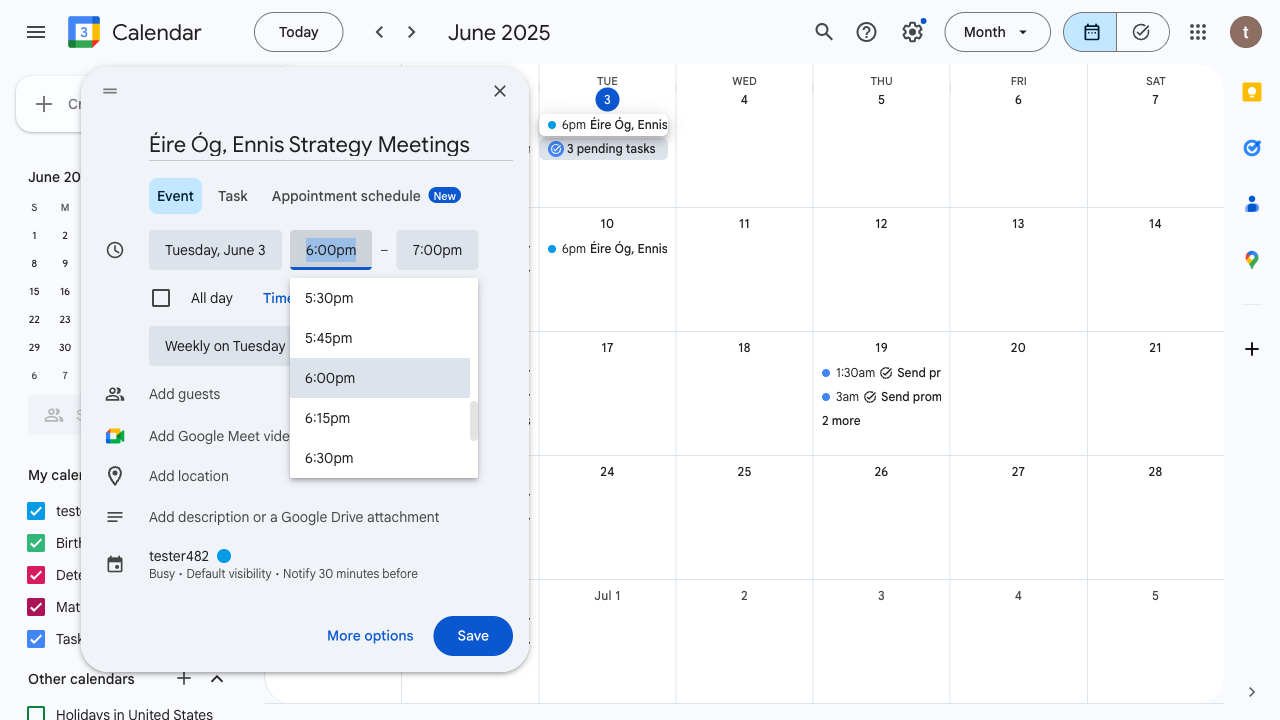 Calendar
Today
June 2025
Month
t
Éire Óg, Ennis Strategy Meetings
Event
Task
Appointment schedule
New
Tuesday, June 3
6:00pm
–
7:00pm
All day
Time
Weekly on Tuesday
5:30pm
5:45pm
6:00pm
6:15pm
6:30pm
Add guests
Add Google Meet vide
Add location
Add description or a Google Drive attachment
tester482
Busy • Default visibility • Notify 30 minutes before
More options
Save
June 20
S M
1 2
8 9
15 16
22 23
29 30
6 7
My calen
teste
Birth
Dete
Mat
Task
Other calendars
Holidays in United States
TUE WED THU FRI SAT
3 4 5 6 7
6pm Éire Óg, Ennis
3 pending tasks
10 11 12 13 14
6pm Éire Óg, Ennis
17 18 19 20 21
1:30am Send pr
3am Send prom
2 more
24 25 26 27 28
Jul 1 2 3 4 5